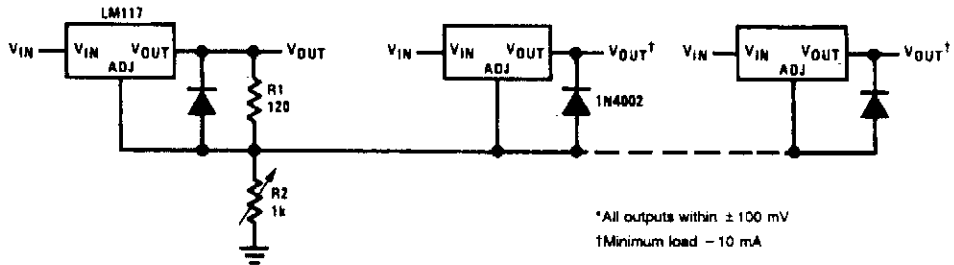 LM117
VIN VIN VOUT VOUT
ADJ
R1
120
R2
1k
VIN VIN VOUT VOUT†
ADJ
1N4002
VIN VIN VOUT VOUT†
ADJ
*All outputs within ±100 mV
†Minimum load – 10 mA